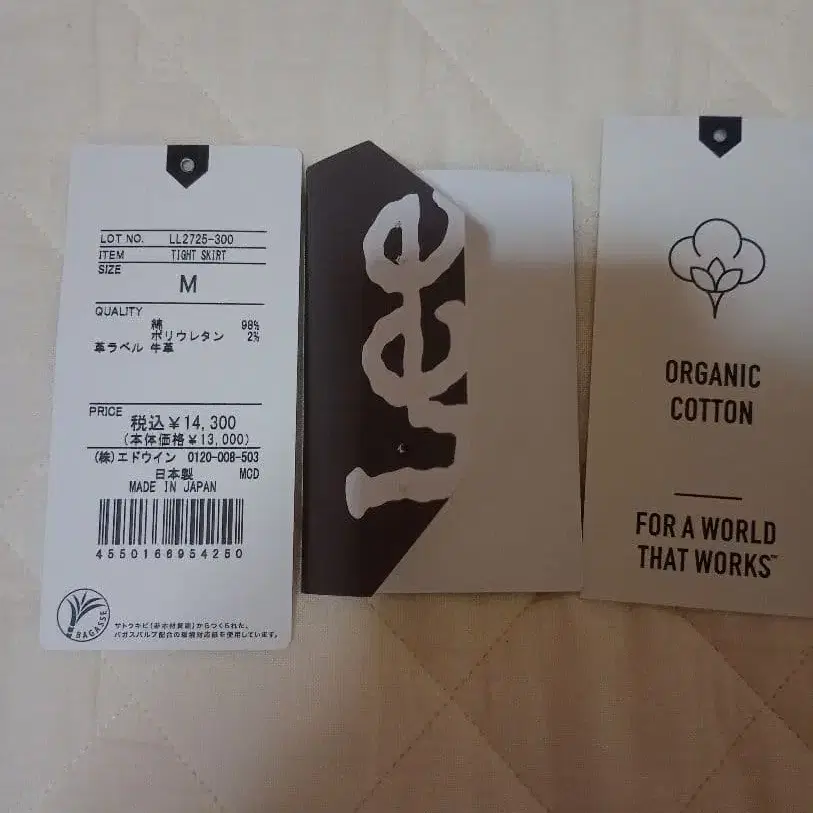 LOT NO. LL2725-300
ITEM TIGHT SKIRT
SIZE
M
QUALITY
綿 98%
ポリウレタン 2%
革ラベル 牛革
PRICE
税込¥14,300
(本体価格¥13,000)
(株)エドウイン 0120-008-503
日本製 MCD
MADE IN JAPAN
4550166954250
BAGASSE
サトウキビ(非木材資源)からつくられた、
バガスパルプ配合の環境対応紙を使用しています。
Lee
ORGANIC
COTTON
FOR A WORLD
THAT WORKS™